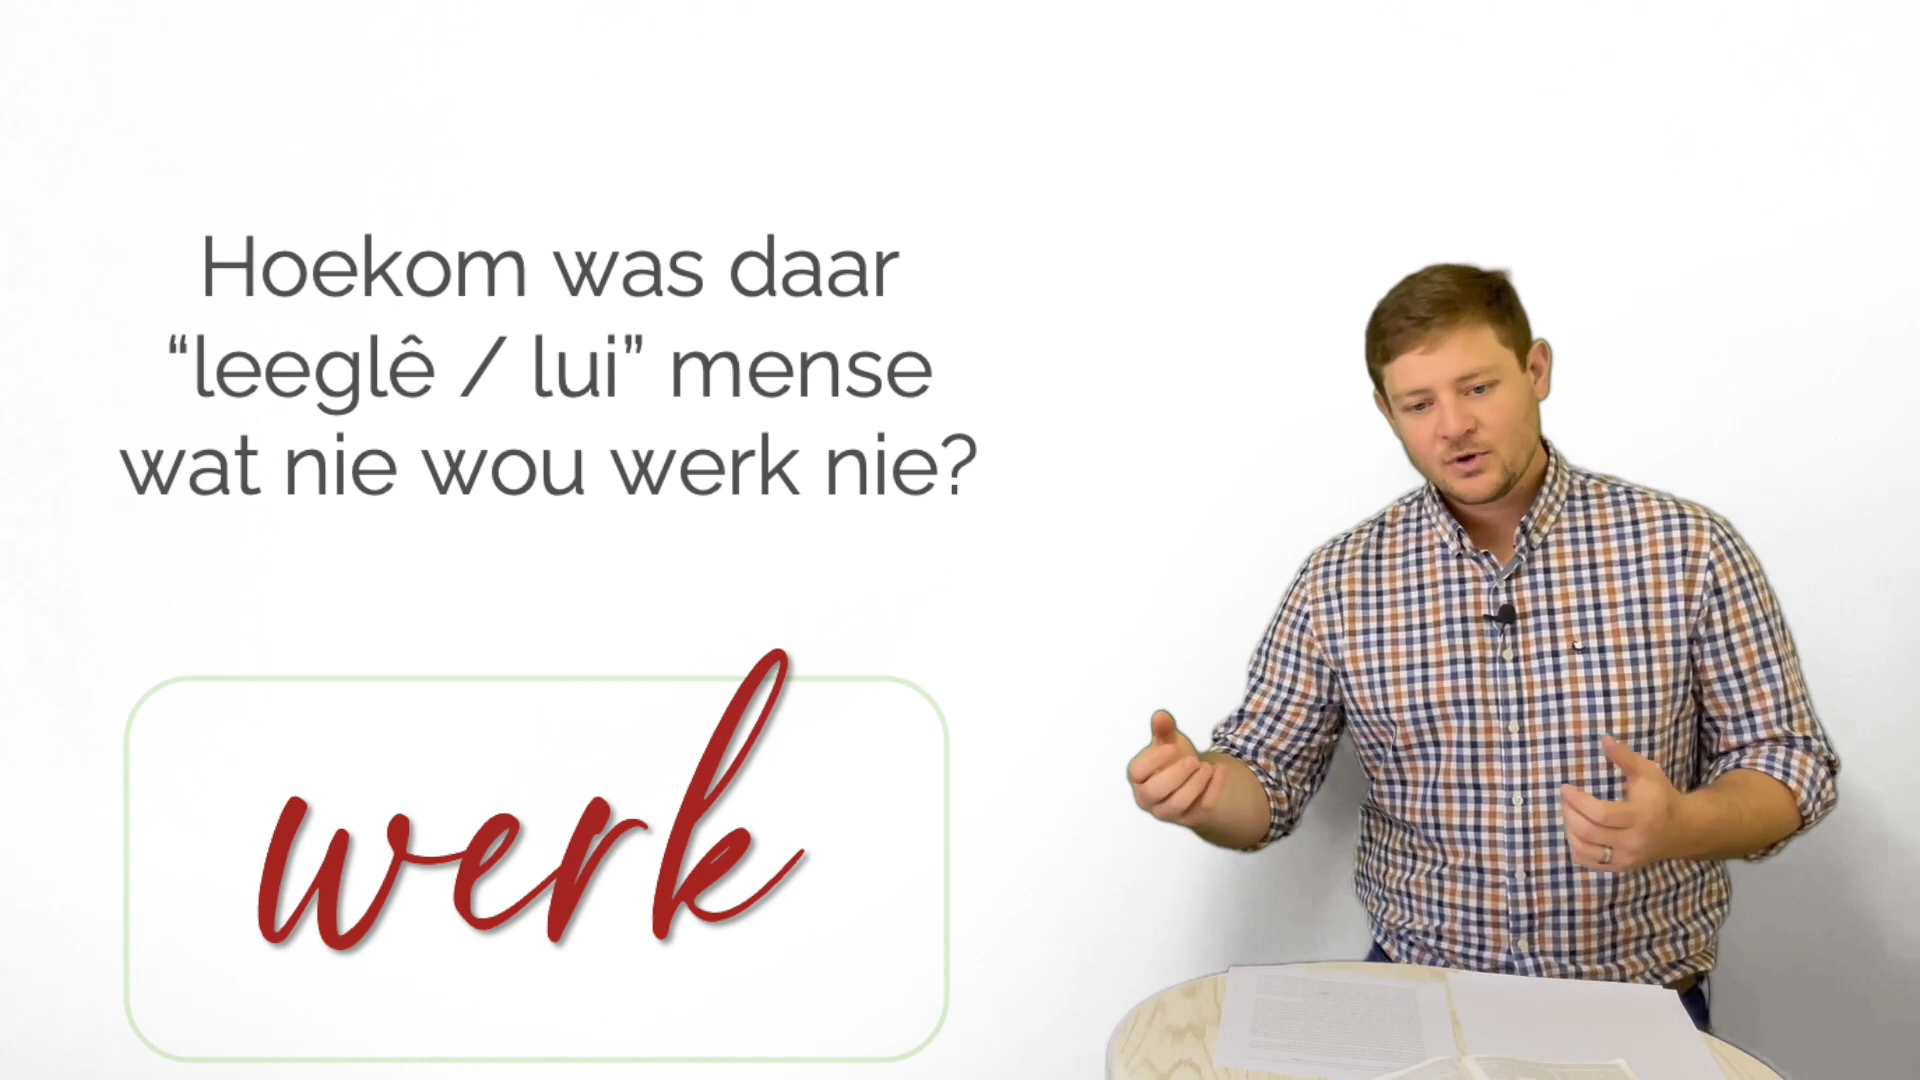 Hoekom was daar
“leeglê / lui” mense
wat nie wou werk nie?
werk